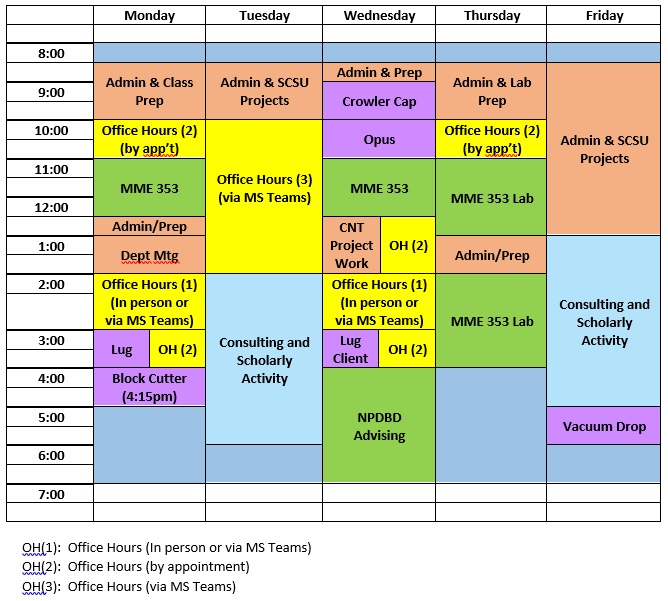 Monday Tuesday Wednesday Thursday Friday
8:00
Admin & Prep
Admin & Class Admin & SCSU Admin & Lab
Prep Projects Prep
9:00 Crowler Cap
10:00 Office Hours (2) Opus Office Hours (2)
(by app't) (by app't)
Admin & SCSU
Projects
11:00
Office Hours (3)
(via MS Teams)
MME 353 MME 353 MME 353 Lab
12:00
Admin/Prep CNT
Project
Work
OH (2)
1:00 Dept Mtg Admin/Prep
2:00 Office Hours (1) Office Hours (1)
(In person or (In person or
via MS Teams) via MS Teams)
Consulting and
Scholarly
Activity
MME 353 Lab
Consulting and
Scholarly
Activity
3:00 Lug OH (2) Lug
Client
OH (2)
4:00 Block Cutter
(4:15pm)
NPDBD
Advising
5:00 Vacuum Drop
6:00
7:00
OH(1): Office Hours (In person or via MS Teams)
OH(2): Office Hours (by appointment)
OH(3): Office Hours (via MS Teams)